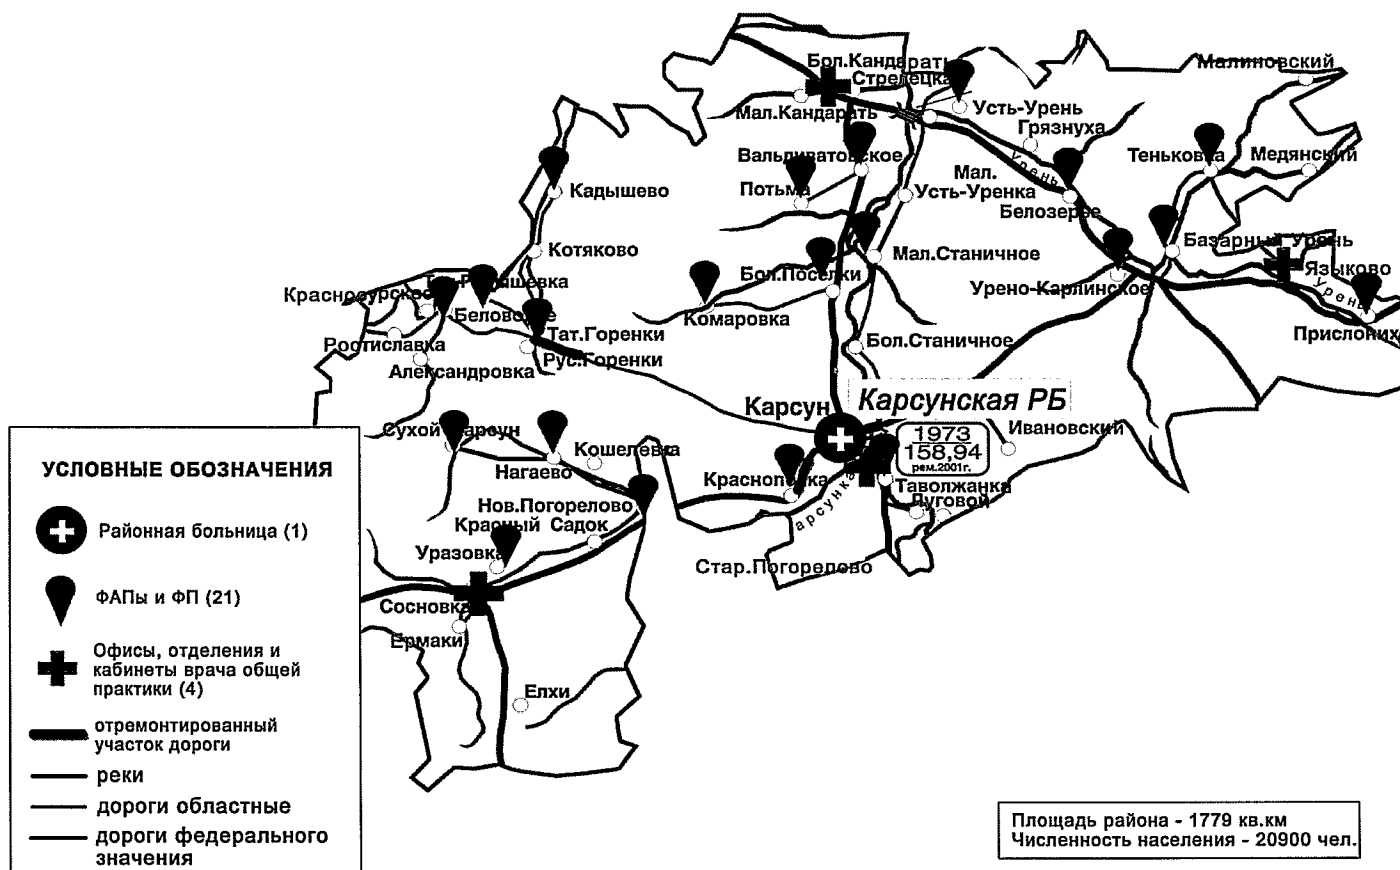 Бол.Кандарать
Стрелецкая
Малиновский
Мал.Кандарать
Усть-Урень
Грязнуха
Вальдиватовское
Теньковка
Медянский
Потьма
Мал.
Урень
Усть-Уренка
Кадышево
Белозерье
Котяково
Мал.Станичное
Базарный Урень
Языково
Красносурское
Бол.Поселки
Урено-Карлинское
Урень
Беловодье
Комаровка
Прислоних
Тат.Горенки
Ростиславка
Рус.Горенки
Бол.Станичное
Александровка
Карсун
Карсунская РБ
Сухой Карсун
1973
158,94
рем.2001г.
Ивановский
Кошелевка
Нагаево
Краснополка
Таволжанка
Луговой
Нов.Погорелово
Красный Садок
арсунка
Уразовка
Стар.Погорелово
Сосновка
Ермаки
Елхи
УСЛОВНЫЕ ОБОЗНАЧЕНИЯ
Районная больница (1)
ФАПы и ФП (21)
Офисы, отделения и
кабинеты врача общей
практики (4)
отремонтированный
участок дороги
реки
дороги областные
дороги федерального
значения
Площадь района - 1779 кв.км
Численность населения - 20900 чел.